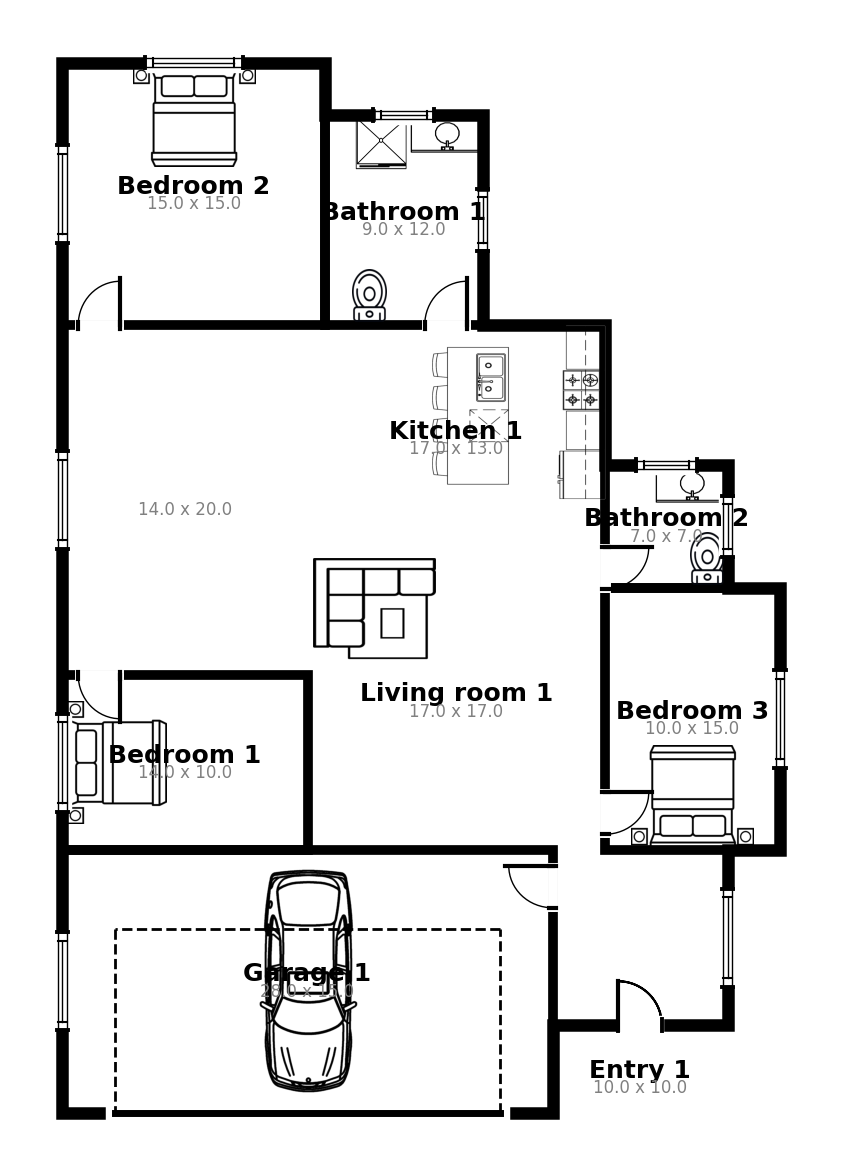 Bedroom 2
15.0 x 15.0
Bathroom 1
9.0 x 12.0
Kitchen 1
17.0 x 13.0
14.0 x 20.0
Bathroom 2
7.0 x 7.0
Living room 1
17.0 x 17.0
Bedroom 3
10.0 x 15.0
Bedroom 1
14.0 x 10.0
Garage 1
28.0 x 15.0
Entry 1
10.0 x 10.0